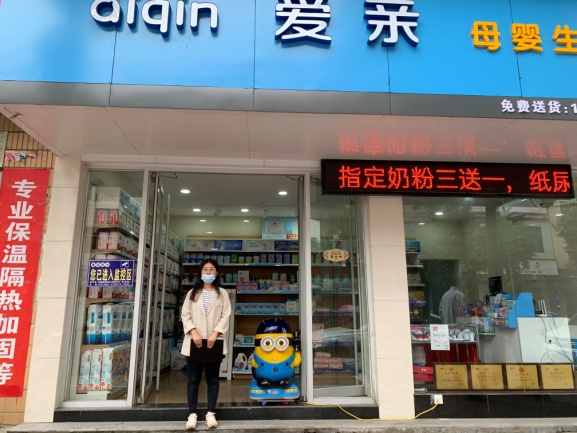 aiqin 爱亲 母婴生
免费送货:1
指定奶粉三送一，纸尿
您已进入监控区
专业保温隔热加固等